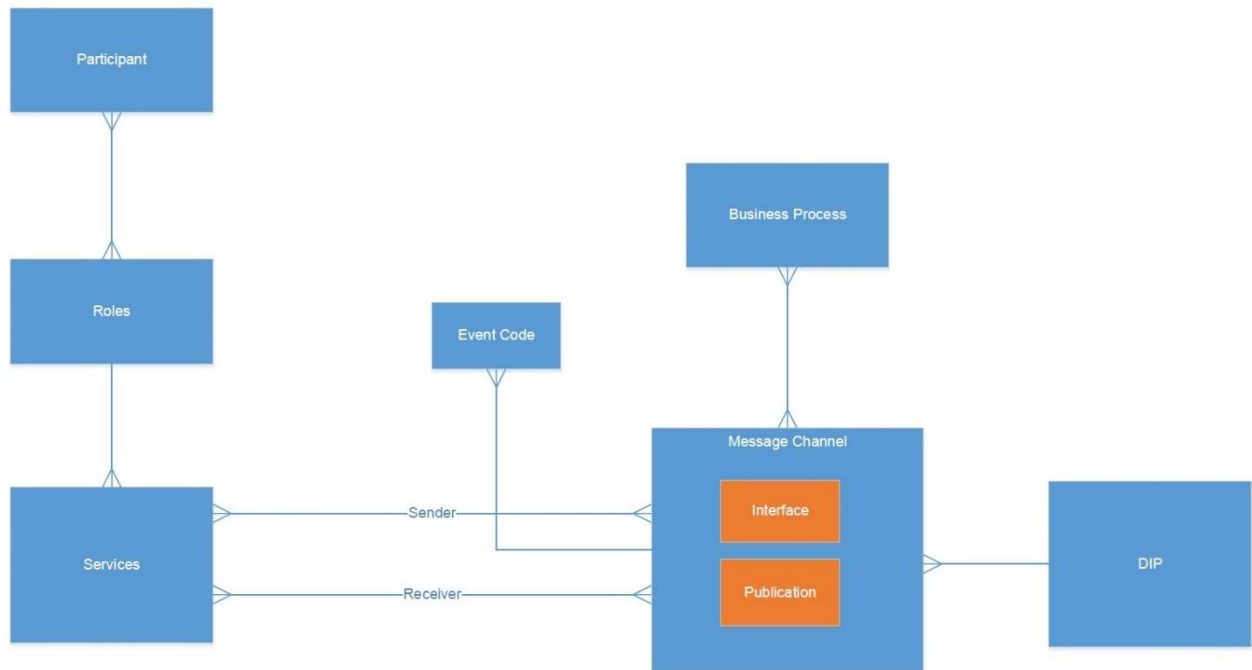 Participant
Business Process
Roles
Event Code
Message Channel
Sender
Interface
Services
DIP
Receiver
Publication